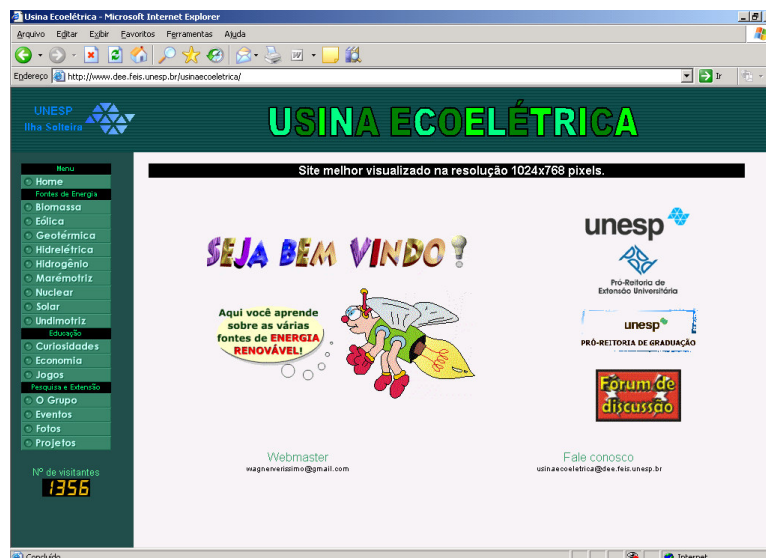 Usina Ecoelétrica - Microsoft Internet Explorer
Arquivo Editar Exibir Favoritos Ferramentas Ajuda
Endereço http://www.dee.feis.unesp.br/usinaecoeletrica/ Ir
UNESP
Ilha Solteira
USINA ECOELÉTRICA
Menu
Home
Fontes de Energia
Biomassa
Eólica
Geotérmica
Hidrelétrica
Hidrogênio
Maremotriz
Nuclear
Solar
Undimotriz
Educação
Curiosidades
Economia
Jogos
Pesquisa e Extensão
O Grupo
Eventos
Fotos
Projetos
Nº de visitantes
1356
Site melhor visualizado na resolução 1024x768 pixels.
SEJA BEM VINDO!
Aqui você aprende
sobre as várias
fontes de ENERGIA
RENOVÁVEL!
unesp
Pró-Reitoria de
Extensão Universitária
unesp
PRÓ-REITORIA DE GRADUAÇÃO
Fórum de
discussão
Webmaster
wagnerverissimo@gmail.com
Fale conosco
usinaecoeletrica@dee.feis.unesp.br
Concluído
Internet